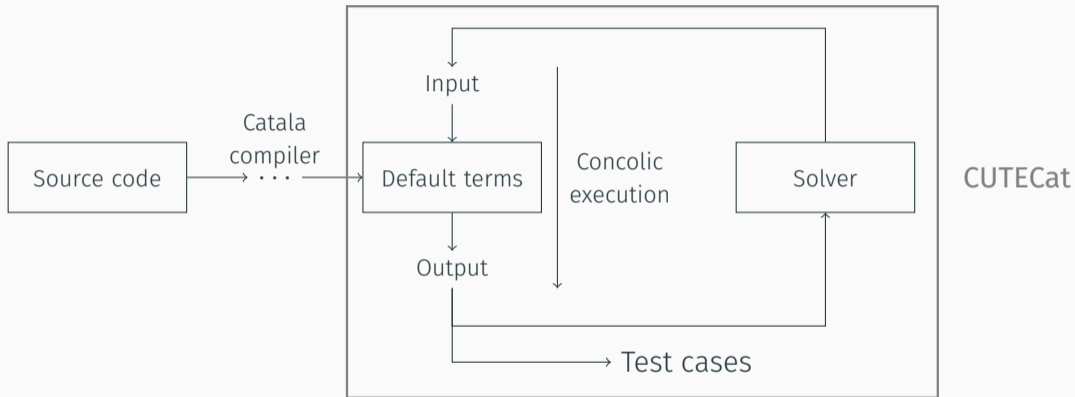 Input
Catala
compiler
Source code
· · ·
Default terms
Concolic
execution
Solver
CUTECat
Output
Test cases